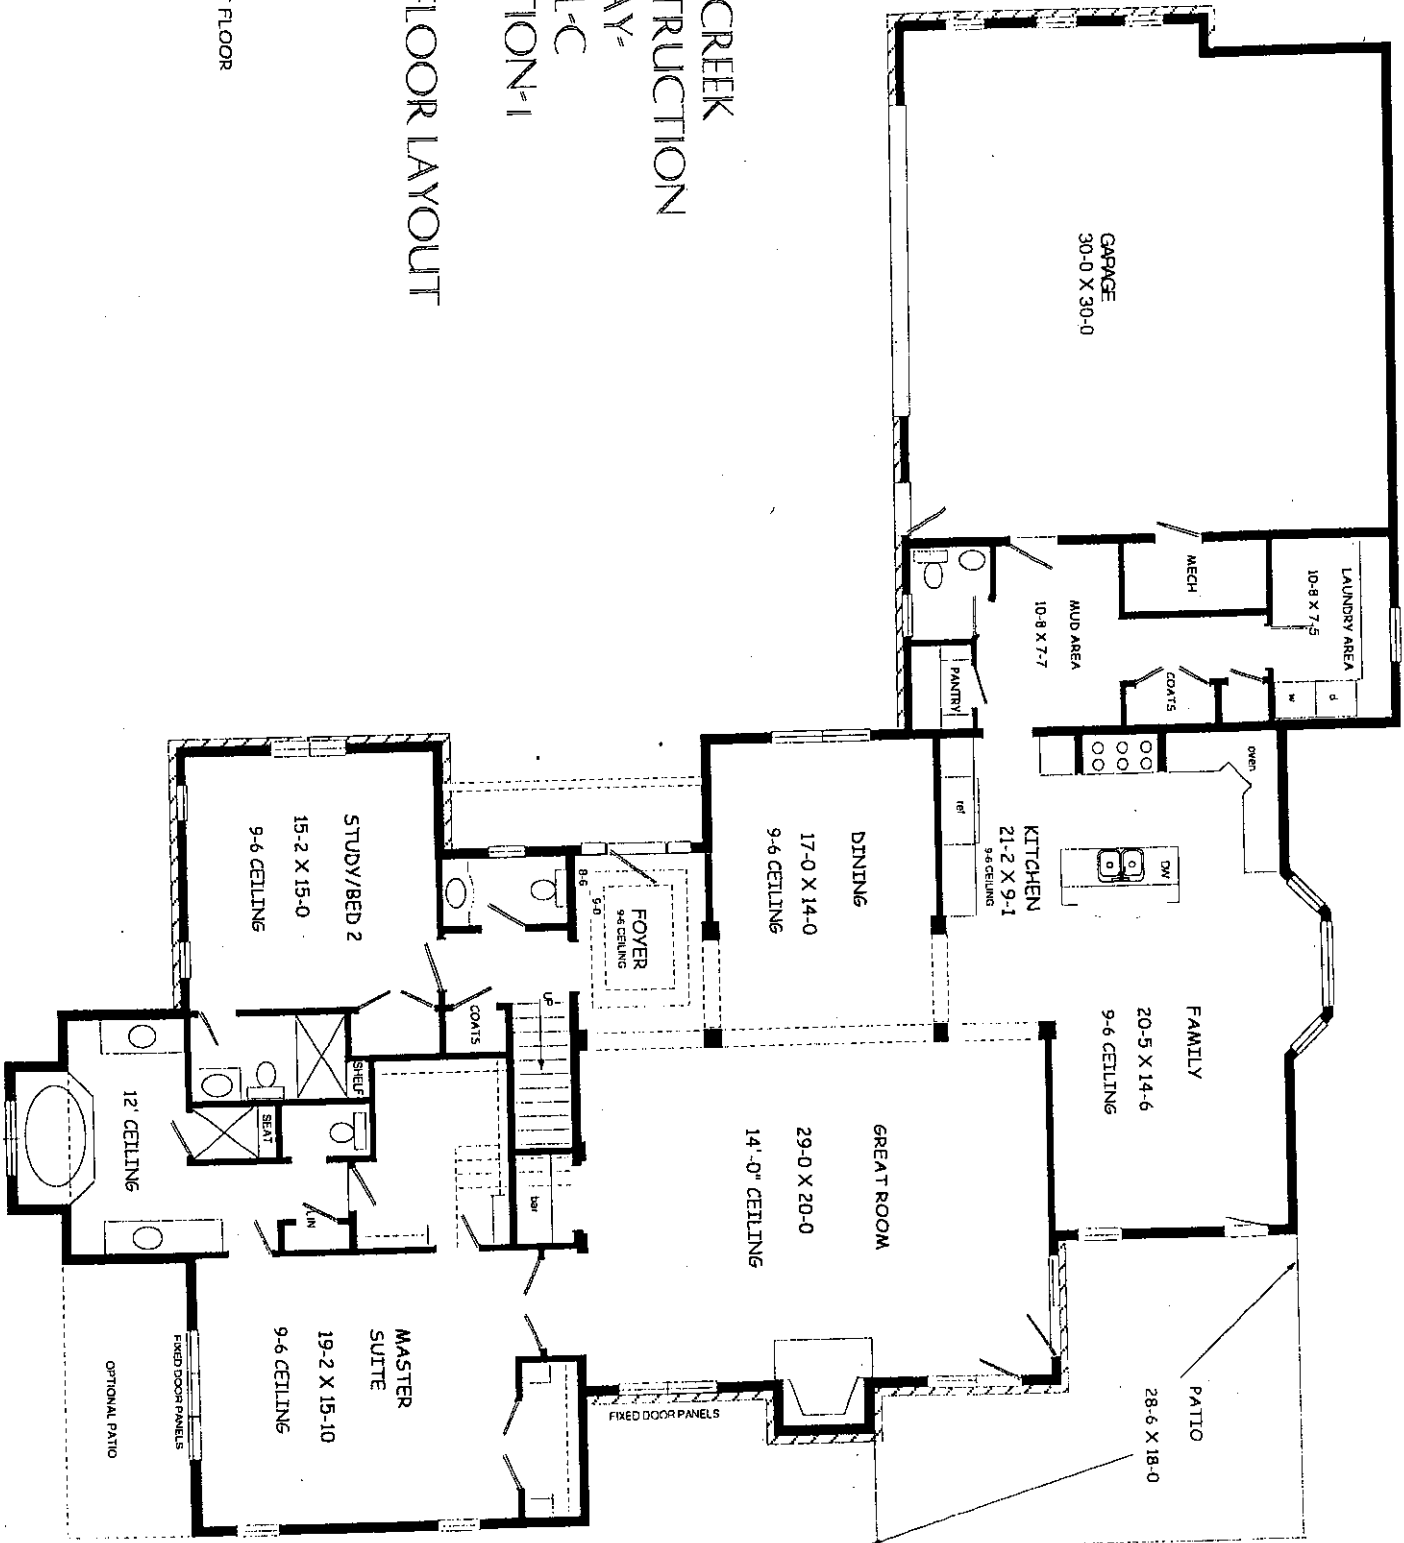 CREEK
TRUCTION
AY-
L-C
TION-1
FLOOR LAYOUT
FLOOR
GARAGE
30-0 X 30-0
LAUNDRY AREA
10-8 X 7-5
MECH
MUD AREA
10-8 X 7-7
COATS
w
d
PANTRY
oven
ref
KITCHEN
21-2 X 9-1
9-6 CEILING
DW
DINING
17-0 X 14-0
9-6 CEILING
FAMILY
20-5 X 14-6
9-6 CEILING
STUDY/BED 2
15-2 X 15-0
9-6 CEILING
FOYER
9-6 CEILING
9-0
8-6
UP
COATS
SHELF
SEAT
12' CEILING
LIN
bar
GREAT ROOM
29-0 X 20-0
14'-0" CEILING
MASTER
SUITE
19-2 X 15-10
9-6 CEILING
FIXED DOOR PANELS
OPTIONAL PATIO
FIXED DOOR PANELS
PATIO
28-6 X 18-0